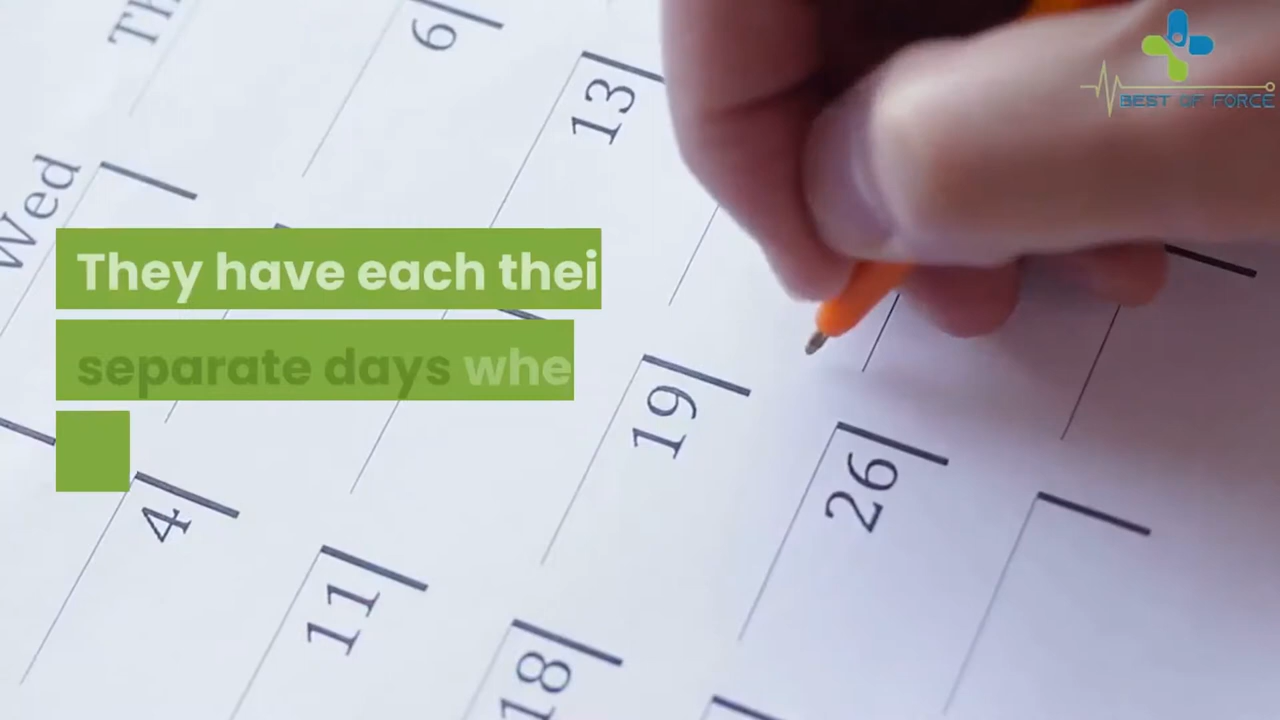 They have each thei
separate days whe
BEST OF FORCE
Th
Wed
6
13
19
26
4
11
18